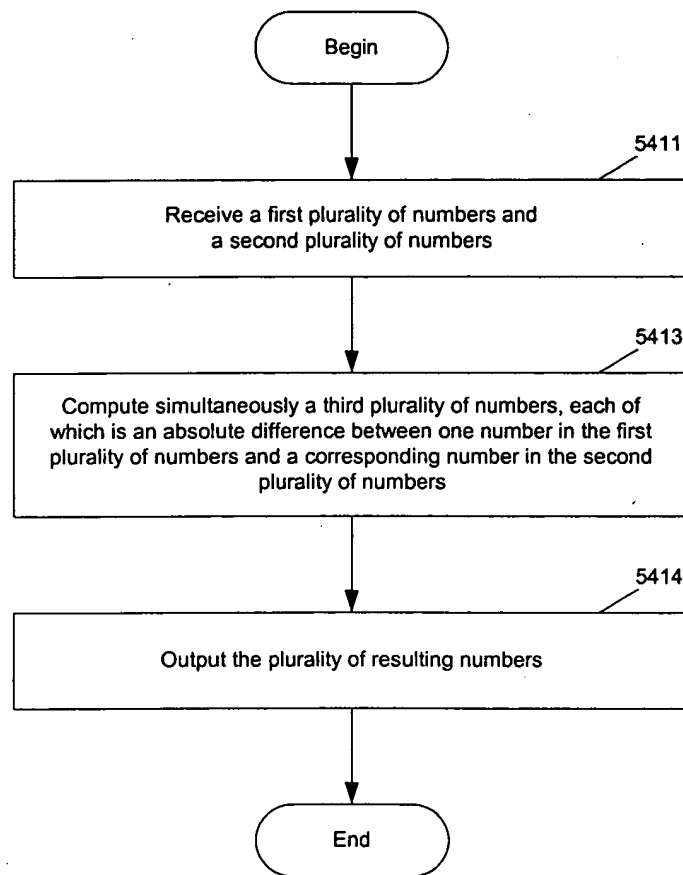 Begin
5411
Receive a first plurality of numbers and
a second plurality of numbers
5413
Compute simultaneously a third plurality of numbers, each of
which is an absolute difference between one number in the first
plurality of numbers and a corresponding number in the second
plurality of numbers
5414
Output the plurality of resulting numbers
End